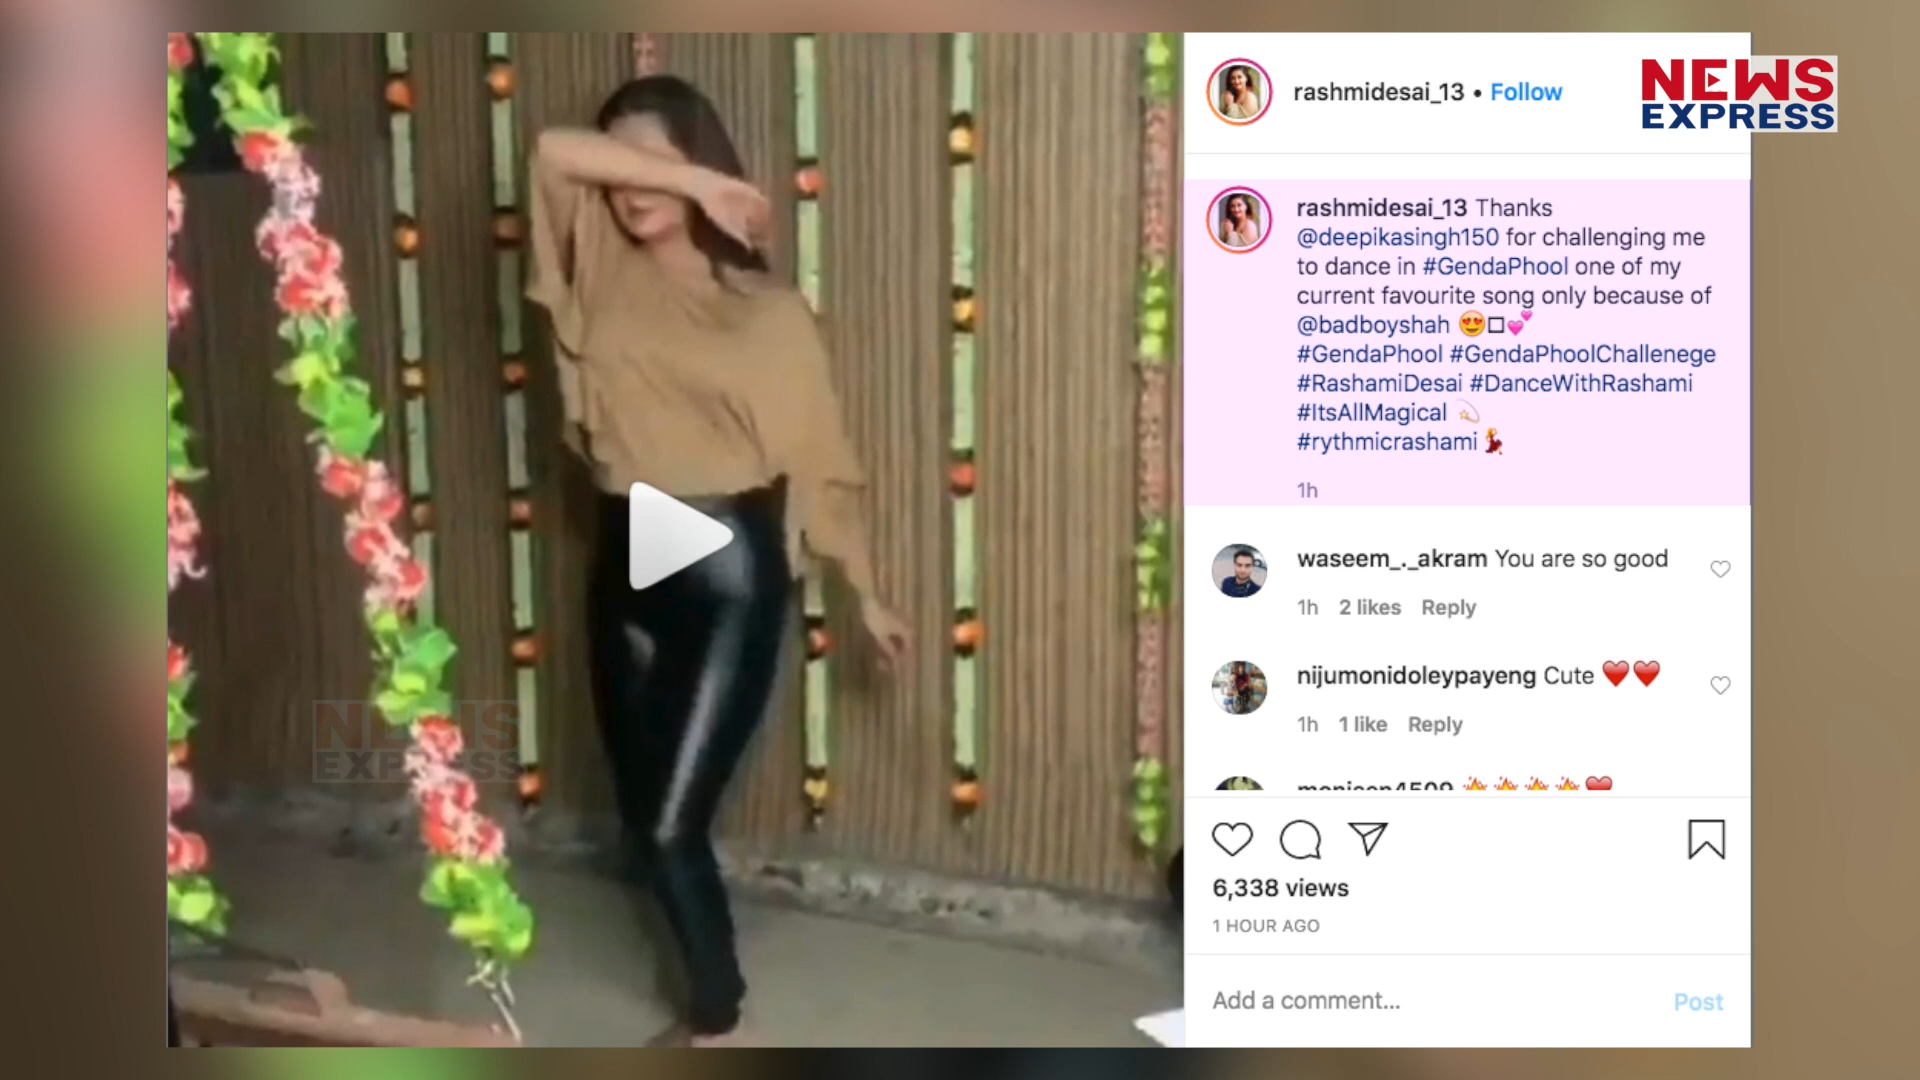 rashmidesai_13 • Follow
NEWS
EXPRESS
rashmidesai_13 Thanks
@deepikasingh150 for challenging me
to dance in #GendaPhool one of my
current favourite song only because of
@badboyshah 😍□💕
#GendaPhool #GendaPhoolChallenege
#RashamiDesai #DanceWithRashami
#ItsAllMagical 💫
#rythmicrashami💃
1h
waseem_._akram You are so good
1h 2 likes Reply
nijumonidoleypayeng Cute ❤️❤️
1h 1 like Reply
NEWS
EXPRESS
6,338 views
1 HOUR AGO
Add a comment...
Post